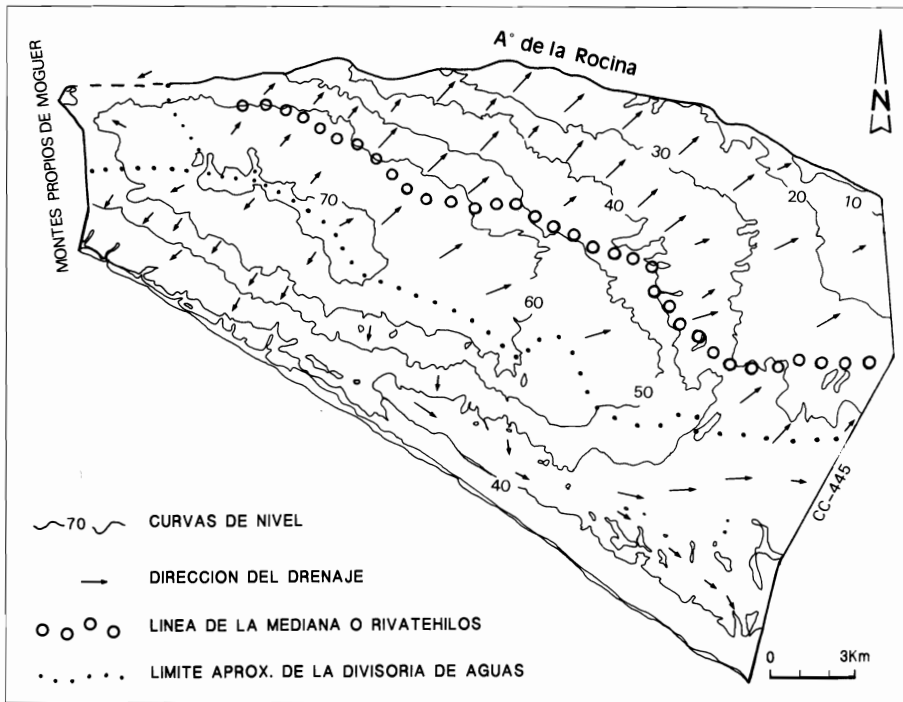 A° de la Rocina
N
MONTES PROPIOS DE MOGUER
30
20
10
70
40
60
50
40
CC-445
70 CURVAS DE NIVEL
DIRECCION DEL DRENAJE
LINEA DE LA MEDIANA O RIVATEHILOS
LIMITE APROX. DE LA DIVISORIA DE AGUAS
0 3Km